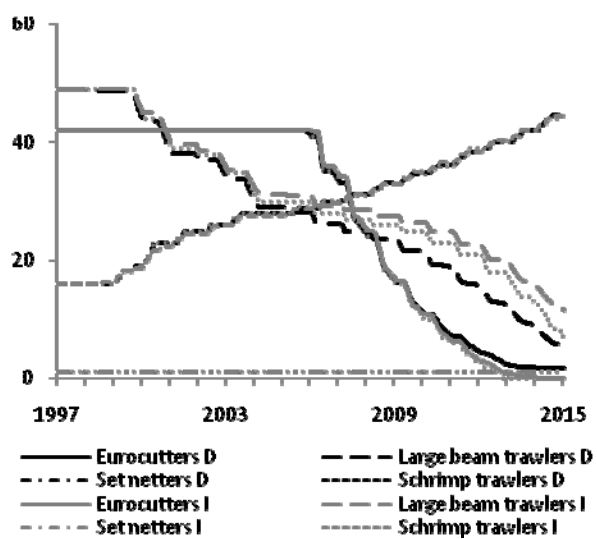 60
40
20
0
1997 2003 2009 2015
Eurocutters D Large beam trawlers D
Set netters D Schrimp trawlers D
Eurocutters I Large beam trawlers I
Set netters I Schrimp trawlers I